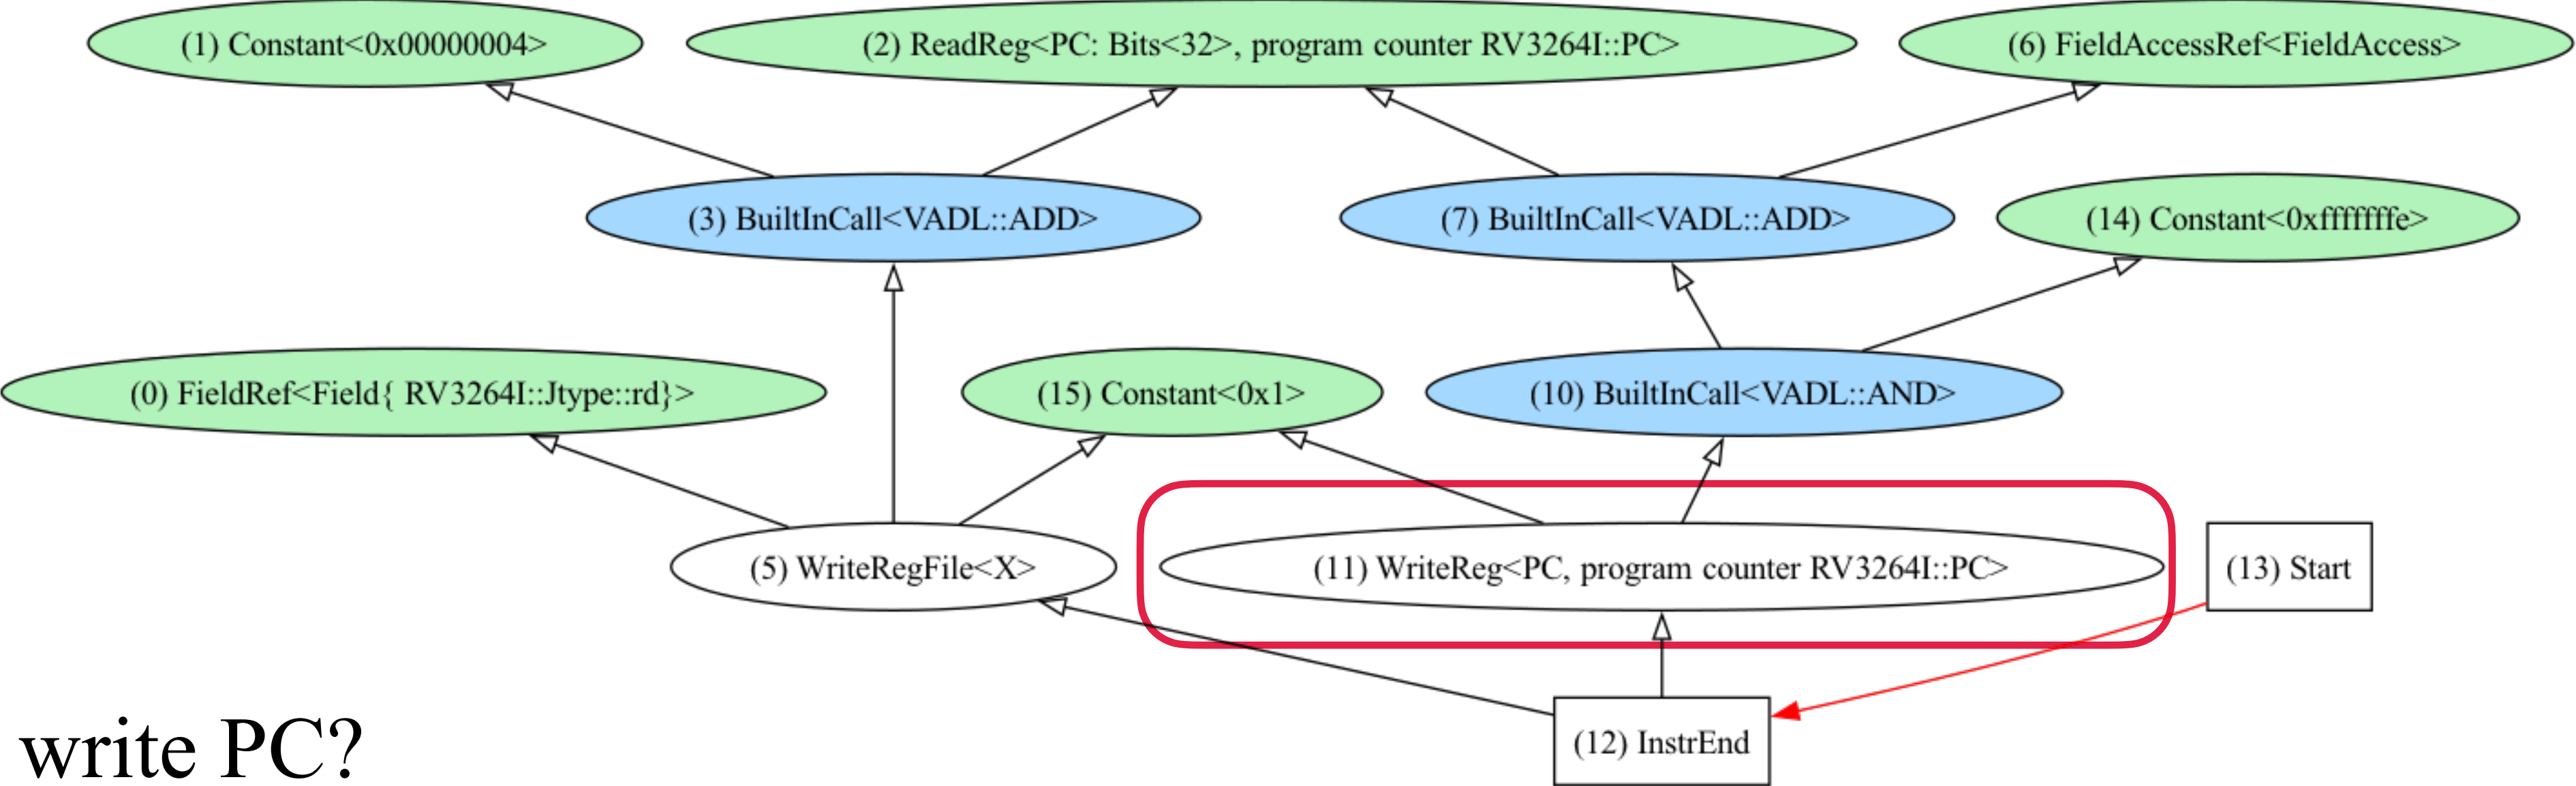 (1) Constant<0x00000004>
(2) ReadReg<PC: Bits<32>, program counter RV3264I::PC>
(6) FieldAccessRef<FieldAccess>
(3) BuiltInCall<VADL::ADD>
(7) BuiltInCall<VADL::ADD>
(14) Constant<0xfffffffe>
(0) FieldRef<Field{ RV3264I::Jtype::rd}>
(15) Constant<0x1>
(10) BuiltInCall<VADL::AND>
(5) WriteRegFile<X>
(11) WriteReg<PC, program counter RV3264I::PC>
(13) Start
(12) InstrEnd
write PC?